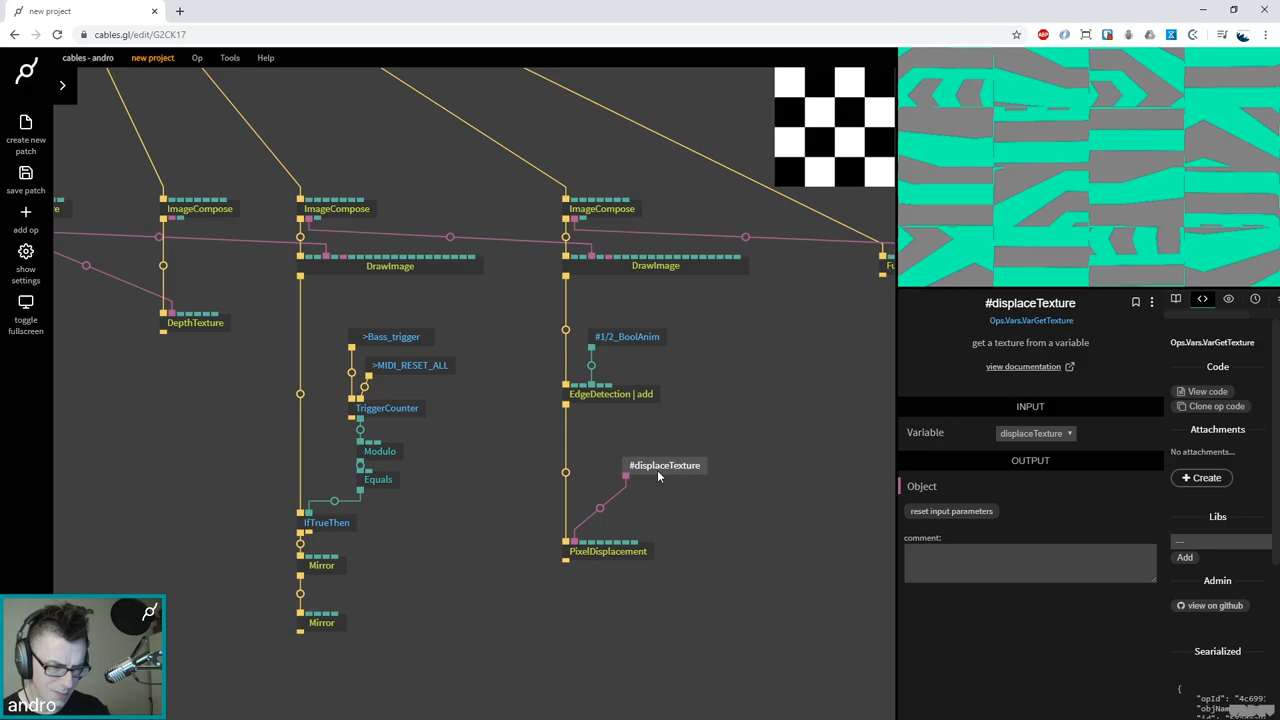 new project
cables.gl/edit/G2CK17
cables - andro
new project
Op
Tools
Help
create new
patch
save patch
add op
show
settings
toggle
fullscreen
ImageCompose
ImageCompose
ImageCompose
DrawImage
DrawImage
DepthTexture
>Bass_trigger
>MIDI_RESET_ALL
TriggerCounter
Modulo
Equals
IfTrueThen
Mirror
Mirror
#1/2_BoolAnim
EdgeDetection | add
#displaceTexture
PixelDisplacement
#displaceTexture
Ops.Vars.VarGetTexture
get a texture from a variable
view documentation
INPUT
Variable
displaceTexture
OUTPUT
Object
reset input parameters
comment:
Ops.Vars.VarGetTexture
Code
View code
Clone op code
Attachments
No attachments...
+ Create
Libs
---
Add
Admin
view on github
Searialized
{
"opId": "4c699
"objNam
andro